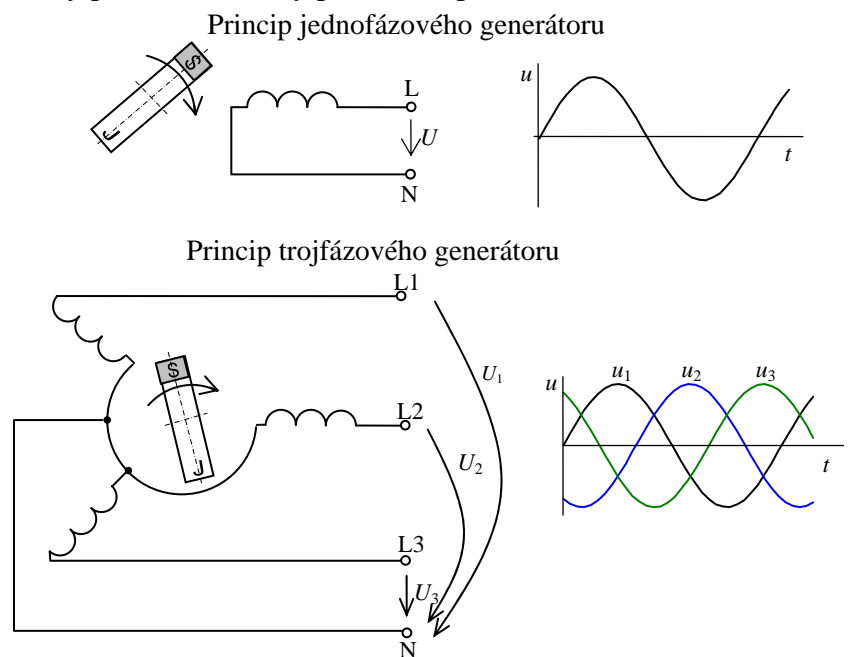 Princip jednofázového generátoru
S
J
L
U
N
u
t
Princip trojfázového generátoru
L1
S
J
U1
L2
U2
L3
U3
N
u
u1 u2 u3
t